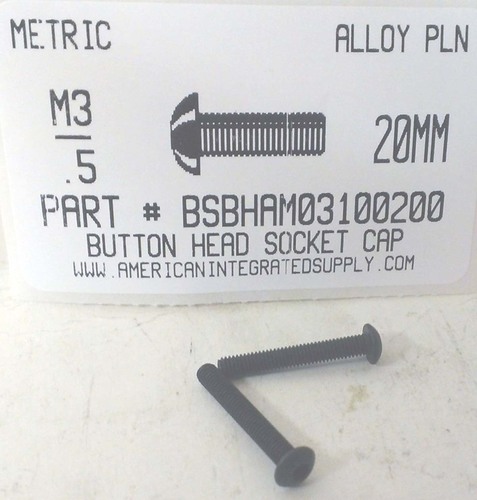 METRIC ALLOY PLN
M3
.5
20MM
PART # BSBHAM03100200
BUTTON HEAD SOCKET CAP
WWW.AMERICANINTEGRATEDSUPPLY.COM